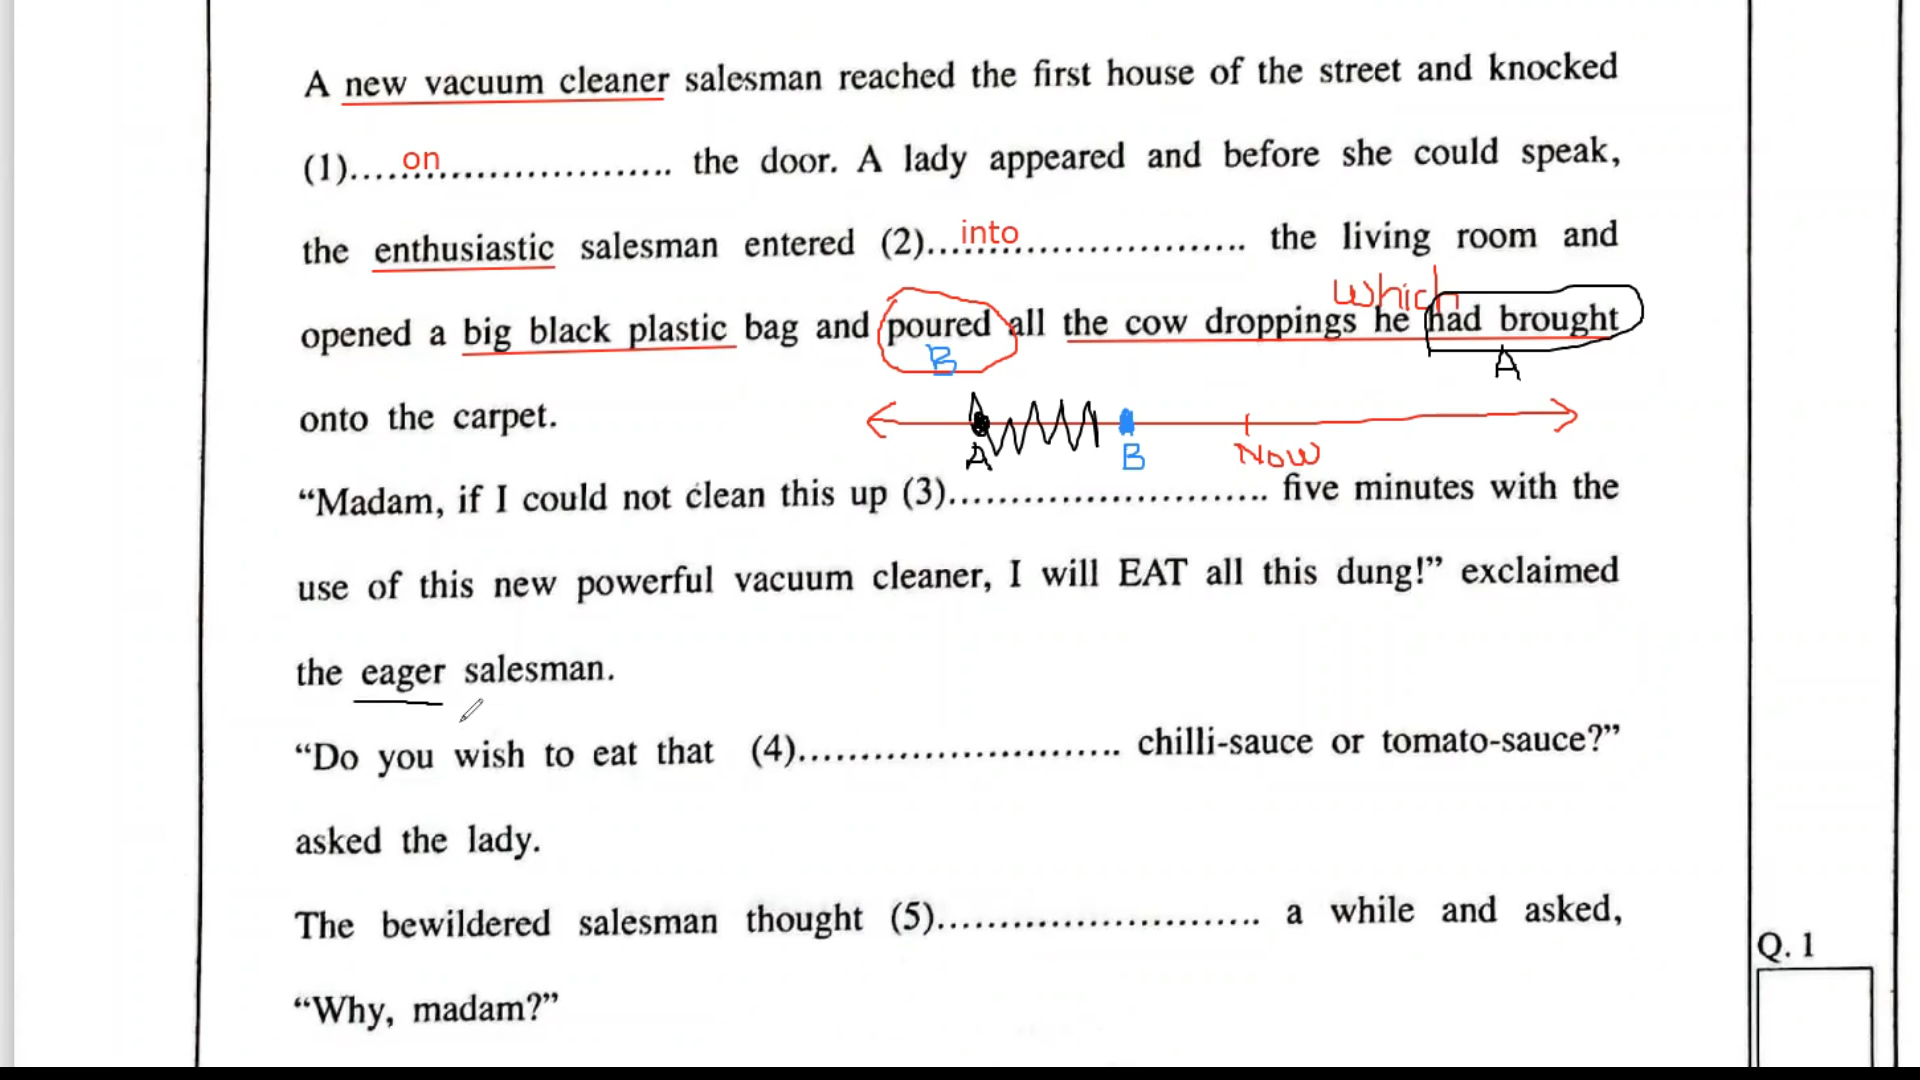 A new vacuum cleaner salesman reached the first house of the street and knocked
(1)....on........................ the door. A lady appeared and before she could speak,
the enthusiastic salesman entered (2)....into........................ the living room and
which
opened a big black plastic bag and poured all the cow droppings he had brought
B A
onto the carpet.
A B Now
“Madam, if I could not clean this up (3).......................... five minutes with the
use of this new powerful vacuum cleaner, I will EAT all this dung!” exclaimed
the eager salesman.
“Do you wish to eat that (4).......................... chilli-sauce or tomato-sauce?”
asked the lady.
The bewildered salesman thought (5).......................... a while and asked,
“Why, madam?”
Q. 1